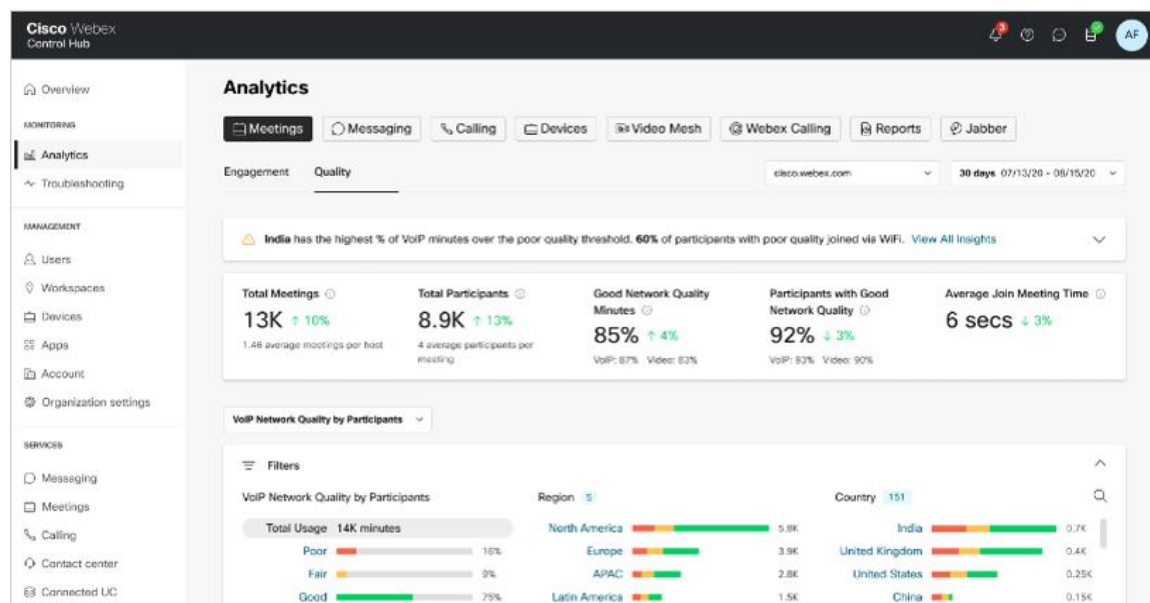 Cisco Webex
Control Hub
3
AF
Overview
MONITORING
Analytics
Troubleshooting
MANAGEMENT
Users
Workspaces
Devices
Apps
Account
Organization settings
SERVICES
Messaging
Meetings
Calling
Contact center
Connected UC
Analytics
Meetings Messaging Calling Devices Video Mesh Webex Calling Reports Jabber
Engagement Quality cisco.webex.com 30 days 07/13/20 - 08/15/20
India has the highest % of VoIP minutes over the poor quality threshold. 60% of participants with poor quality joined via WiFi. View All Insights
Total Meetings
13K ↑ 10%
1.46 average meetings per host
Total Participants
8.9K ↑ 13%
4 average participants per
meeting
Good Network Quality
Minutes
85% ↑ 4%
VoIP: 87% Video: 83%
Participants with Good
Network Quality
92% ↓ 3%
VoIP: 93% Video: 90%
Average Join Meeting Time
6 secs ↓ 3%
VoIP Network Quality by Participants
Filters
VoIP Network Quality by Participants
Total Usage 14K minutes
Poor 16%
Fair 9%
Good 75%
Region 5
North America 5.8K
Europe 3.9K
APAC 2.8K
Latin America 1.5K
Country 151
India 0.7K
United Kingdom 0.4K
United States 0.25K
China 0.15K